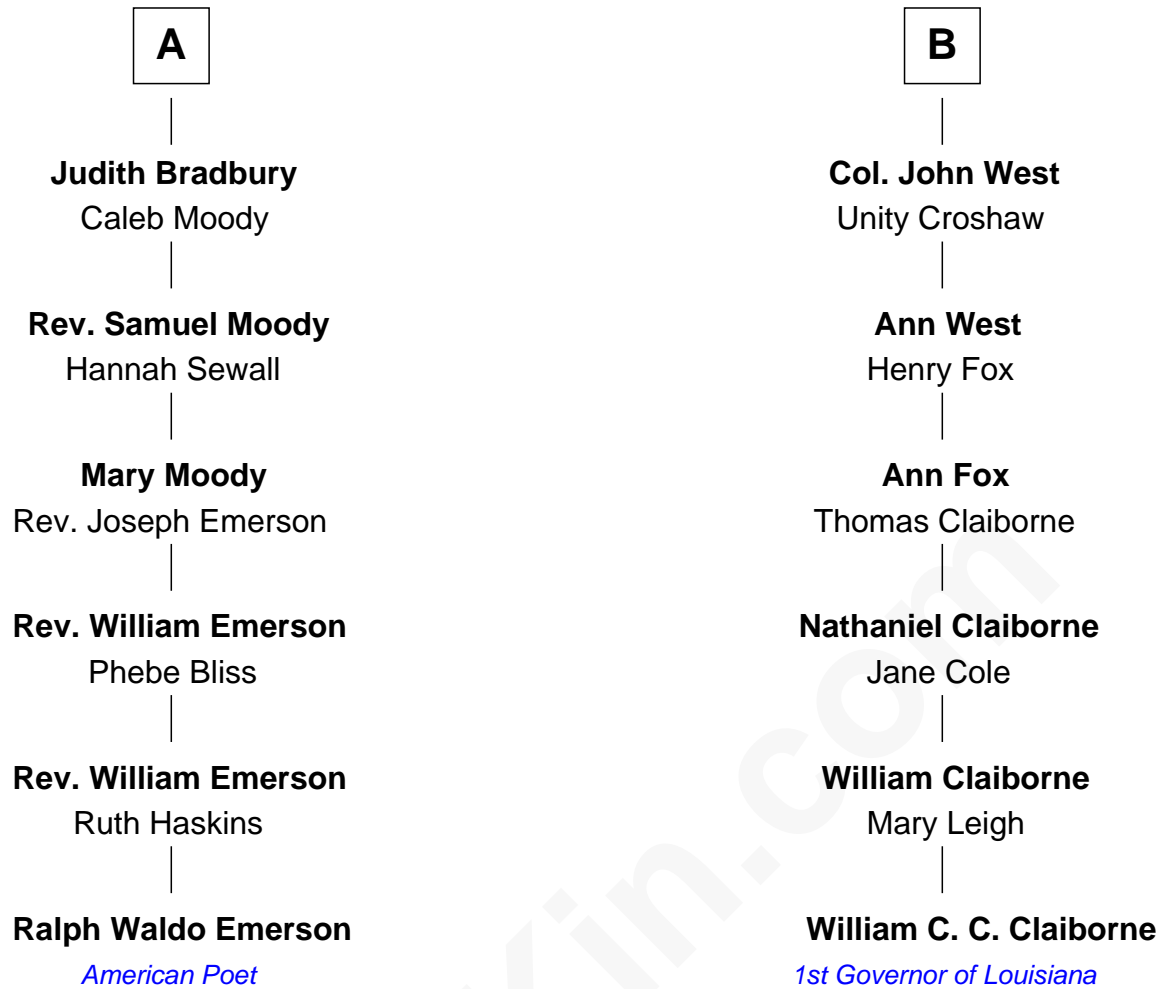 A
Judith Bradbury
Caleb Moody
Rev. Samuel Moody
Hannah Sewall
Mary Moody
Rev. Joseph Emerson
Rev. William Emerson
Phebe Bliss
Rev. William Emerson
Ruth Haskins
Ralph Waldo Emerson
American Poet
B
Col. John West
Unity Croshaw
Ann West
Henry Fox
Ann Fox
Thomas Claiborne
Nathaniel Claiborne
Jane Cole
William Claiborne
Mary Leigh
William C. C. Claiborne
1st Governor of Louisiana
Kin.com